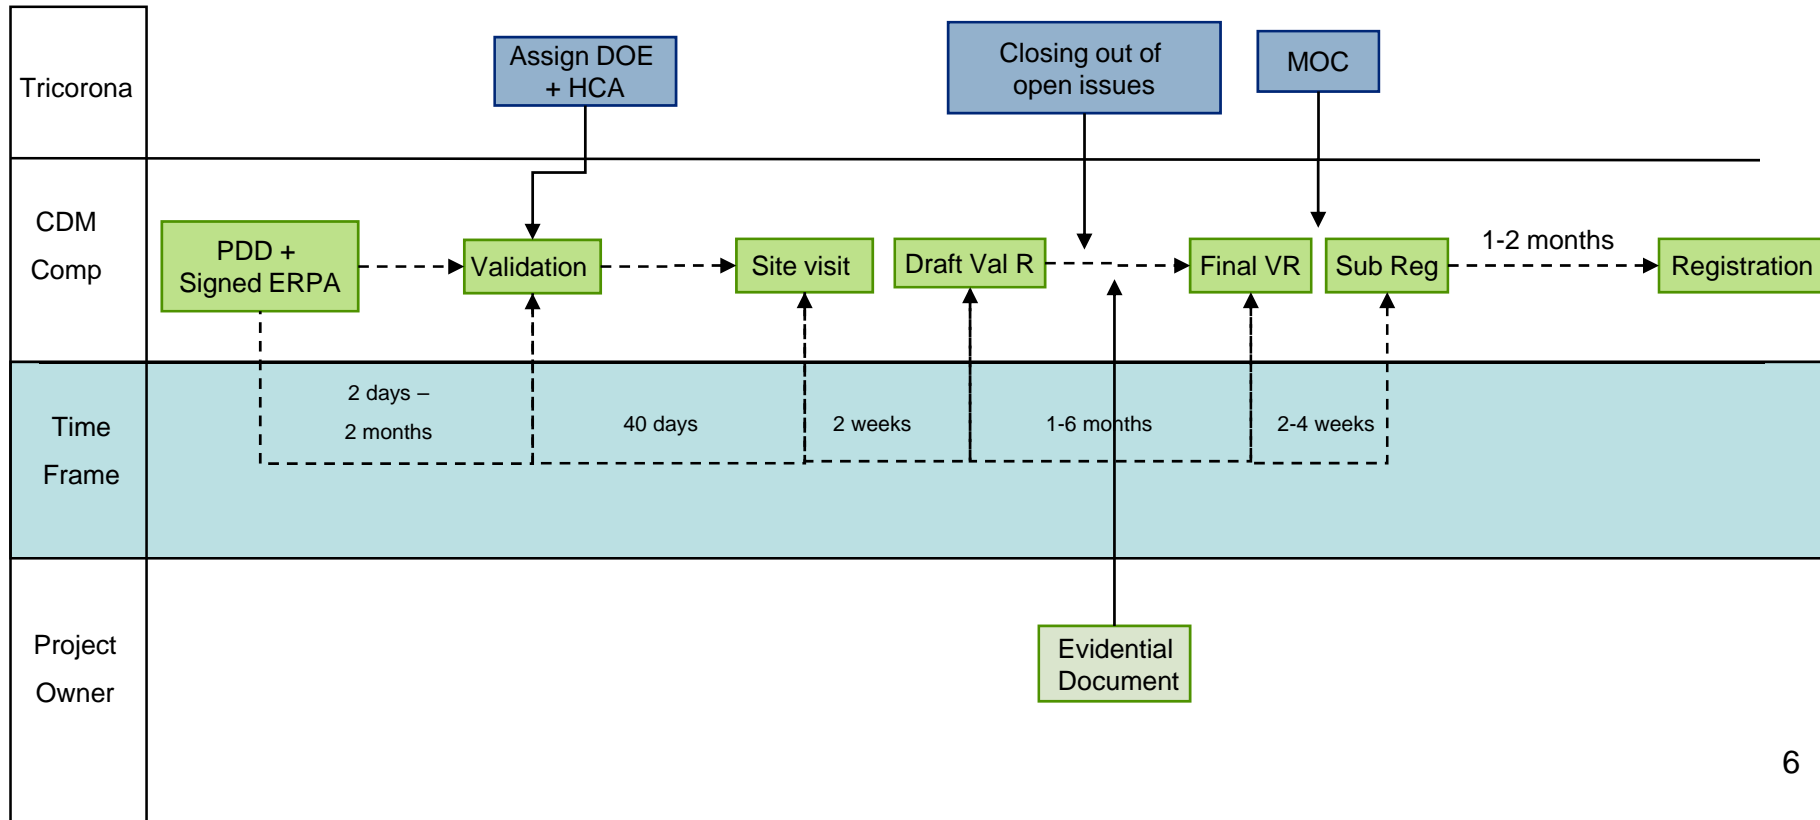 Tricorona
Assign DOE
+ HCA
Closing out of
open issues
MOC
CDM
Comp
PDD +
Signed ERPA
Validation
Site visit
Draft Val R
Final VR
Sub Reg
1-2 months
Registration
Time
Frame
2 days –
2 months
40 days
2 weeks
1-6 months
2-4 weeks
Project
Owner
Evidential
Document
6